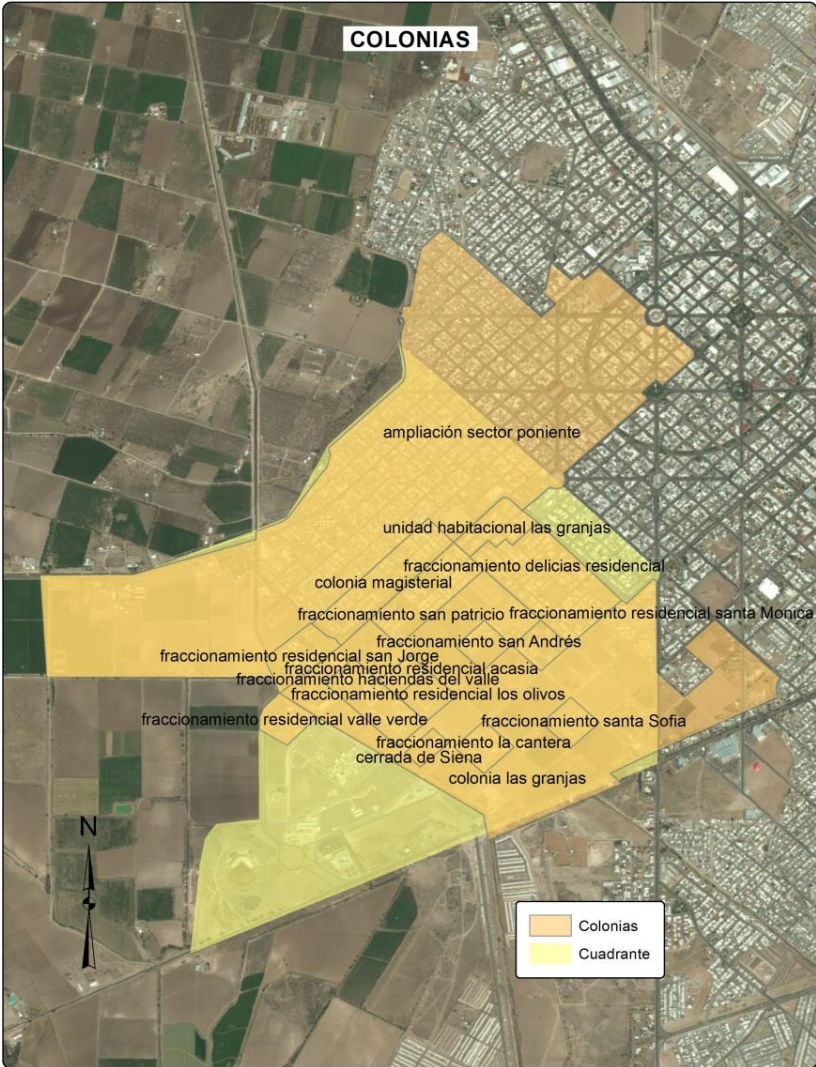 COLONIAS
ampliación sector poniente
unidad habitacional las granjas
fraccionamiento delicias residencial
colonia magisterial
fraccionamiento san patricio
fraccionamiento residencial santa Monica
fraccionamiento san Andrés
fraccionamiento residencial san Jorge
fraccionamiento residencial acasia
fraccionamiento haciendas del valle
fraccionamiento residencial los olivos
fraccionamiento residencial valle verde
fraccionamiento santa Sofia
fraccionamiento la cantera
cerrada de Siena
colonia las granjas
N
Colonias
Cuadrante